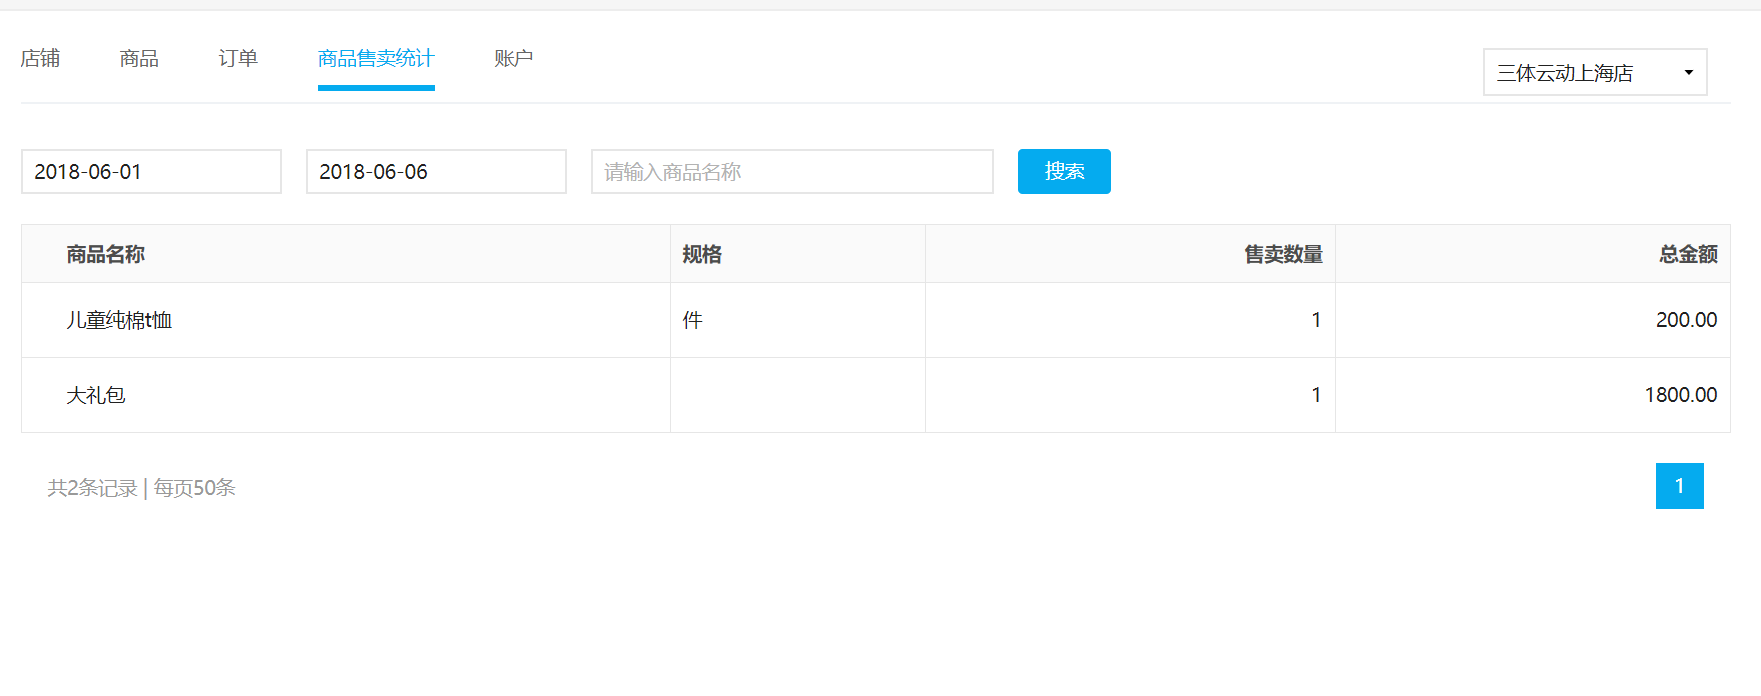 店铺 商品 订单 商品售卖统计 账户
三体云动上海店
2018-06-01 2018-06-06 请输入商品名称 搜索
商品名称 规格 售卖数量 总金额
儿童纯棉t恤 件 1 200.00
大礼包 1 1800.00
共2条记录 | 每页50条 1